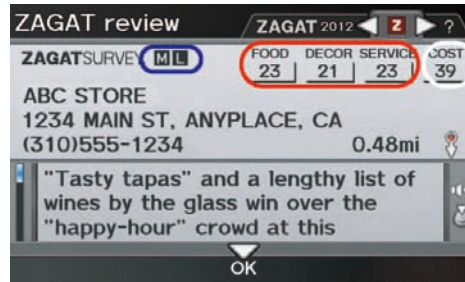 ZAGAT review
ZAGAT 2012 Z ?
ZAGATSURVEY M L
FOOD DECOR SERVICE COST
23 21 23 39
ABC STORE
1234 MAIN ST, ANYPLACE, CA
(310)555-1234 0.48mi
"Tasty tapas" and a lengthy list of
wines by the glass win over the
"happy-hour" crowd at this
OK